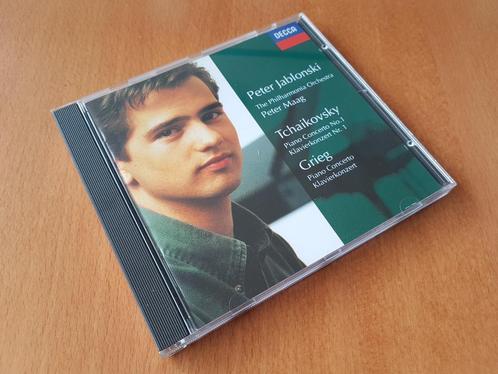 DECCA
Peter Jablonski
The Philharmonia Orchestra
Peter Maag
Tchaikovsky
Piano Concerto No.1
Klavierkonzert Nr.1
Grieg
Piano Concerto
Klavierkonzert